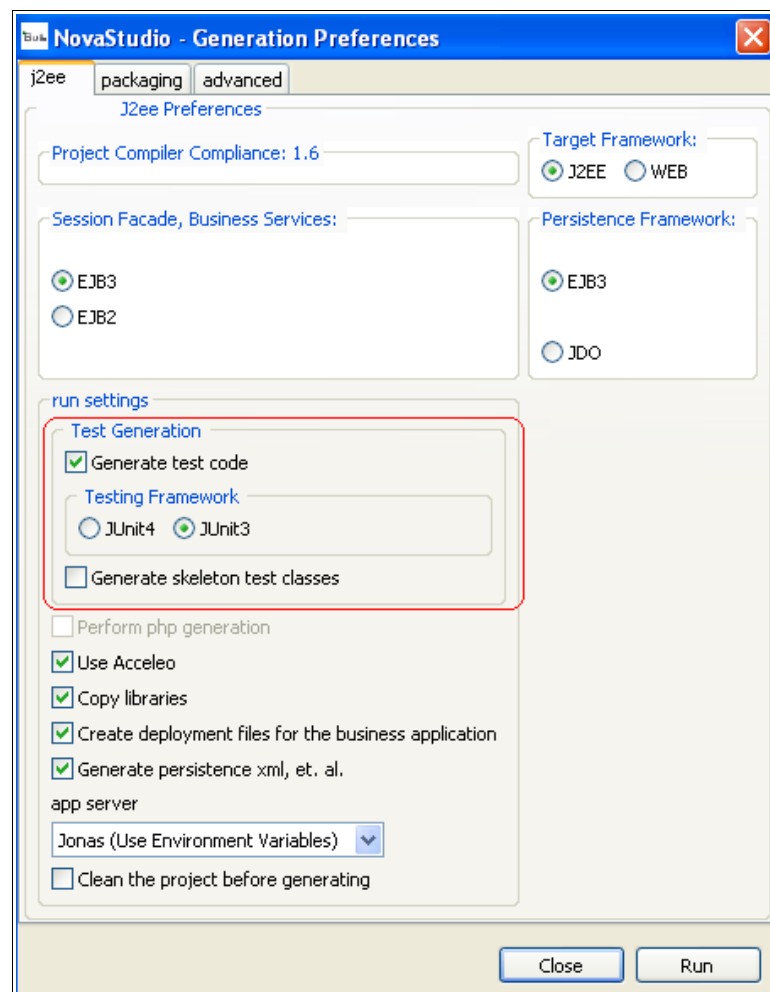 Bull NovaStudio - Generation Preferences
j2ee packaging advanced
J2ee Preferences
Project Compiler Compliance: 1.6
Target Framework:
J2EE WEB
Session Facade, Business Services:
Persistence Framework:
EJB3
EJB3
EJB2
JDO
run settings
Test Generation
Generate test code
Testing Framework
JUnit4 JUnit3
Generate skeleton test classes
Perform php generation
Use Acceleo
Copy libraries
Create deployment files for the business application
Generate persistence xml, et. al.
app server
Jonas (Use Environment Variables)
Clean the project before generating
Close Run